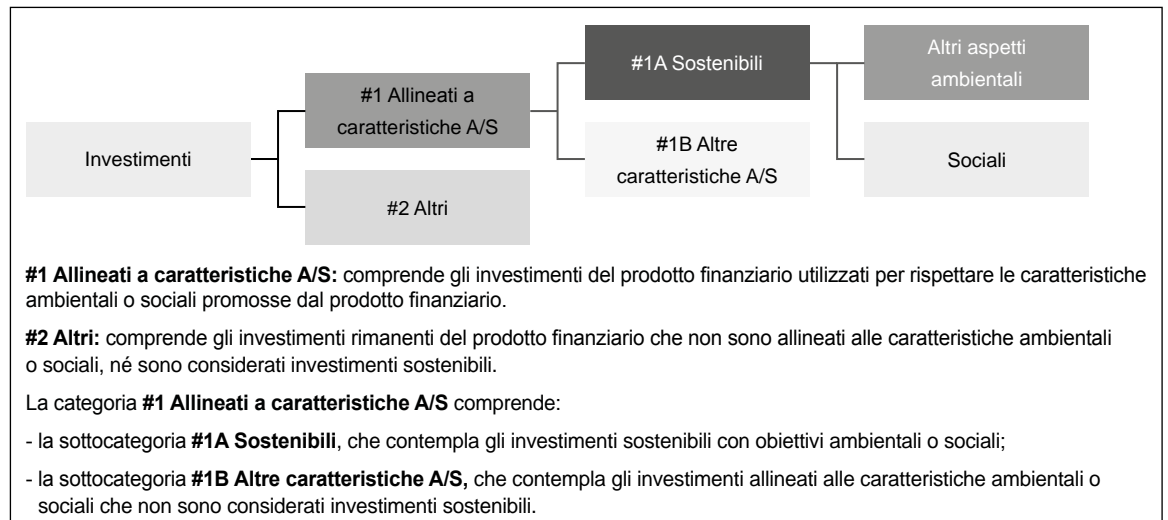 Investimenti
#1 Allineati a
caratteristiche A/S
#2 Altri
#1A Sostenibili
#1B Altre
caratteristiche A/S
Altri aspetti
ambientali
Sociali
#1 Allineati a caratteristiche A/S: comprende gli investimenti del prodotto finanziario utilizzati per rispettare le caratteristiche
ambientali o sociali promosse dal prodotto finanziario.
#2 Altri: comprende gli investimenti rimanenti del prodotto finanziario che non sono allineati alle caratteristiche ambientali
o sociali, né sono considerati investimenti sostenibili.
La categoria #1 Allineati a caratteristiche A/S comprende:
- la sottocategoria #1A Sostenibili, che contempla gli investimenti sostenibili con obiettivi ambientali o sociali;
- la sottocategoria #1B Altre caratteristiche A/S, che contempla gli investimenti allineati alle caratteristiche ambientali o
sociali che non sono considerati investimenti sostenibili.